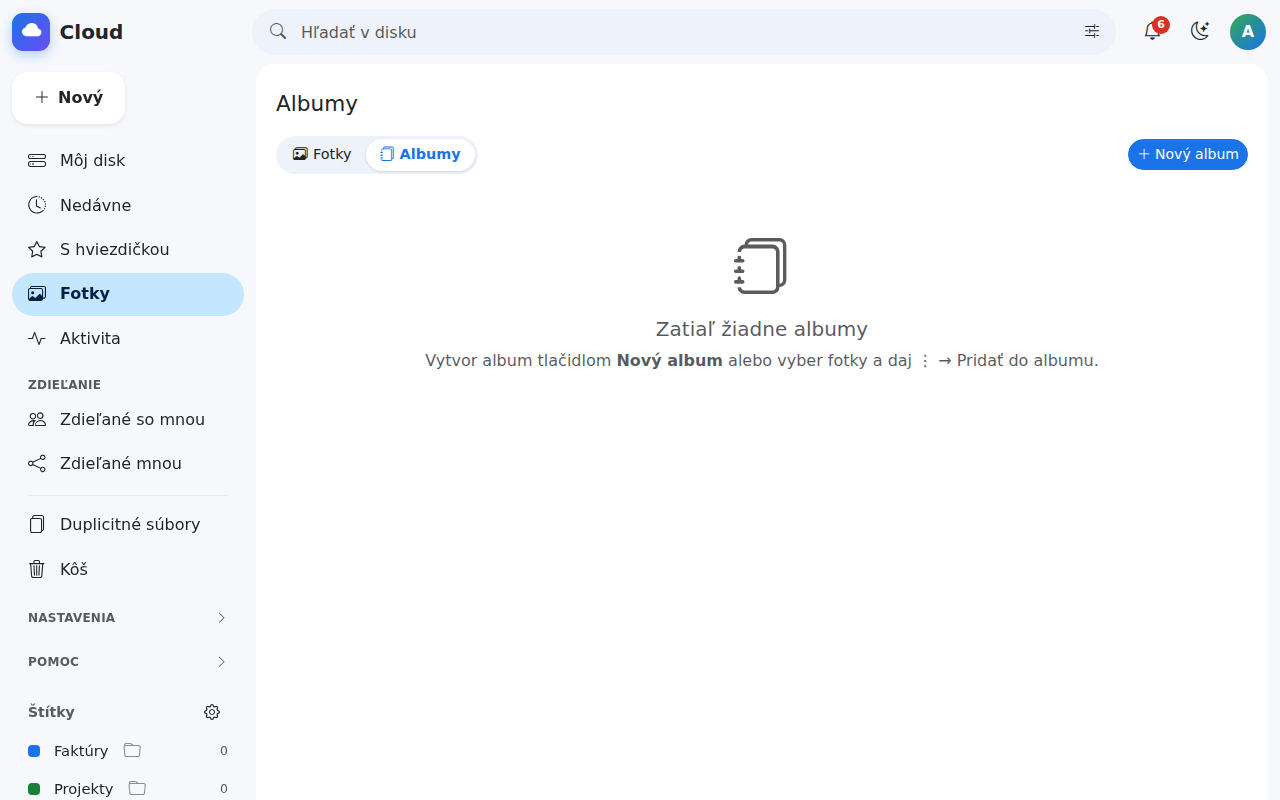 Cloud
Hľadať v disku
6
A
Nový
Môj disk
Nedávne
S hviezdičkou
Fotky
Aktivita
ZDIEĽANIE
Zdieľané so mnou
Zdieľané mnou
Duplicitné súbory
Kôš
NASTAVENIA
POMOC
Štítky
Faktúry 0
Projekty 0
Albumy
Fotky
Albumy
Nový album
Zatiaľ žiadne albumy
Vytvor album tlačidlom Nový album alebo vyber fotky a daj ⋮ → Pridať do albumu.